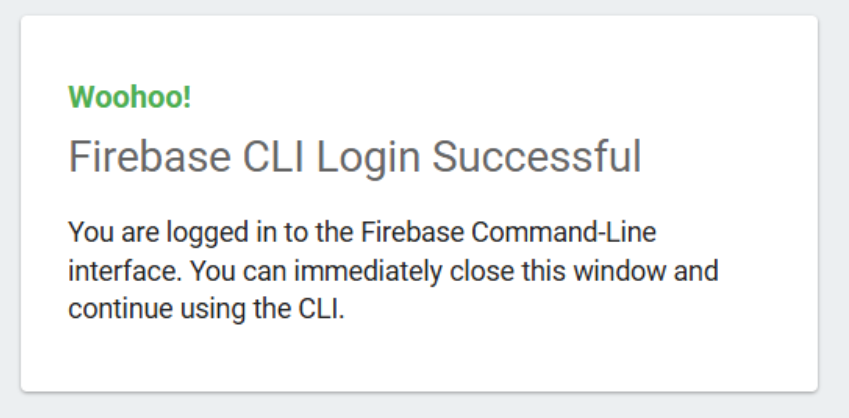 Woohoo!
Firebase CLI Login Successful
You are logged in to the Firebase Command-Line
interface. You can immediately close this window and
continue using the CLI.